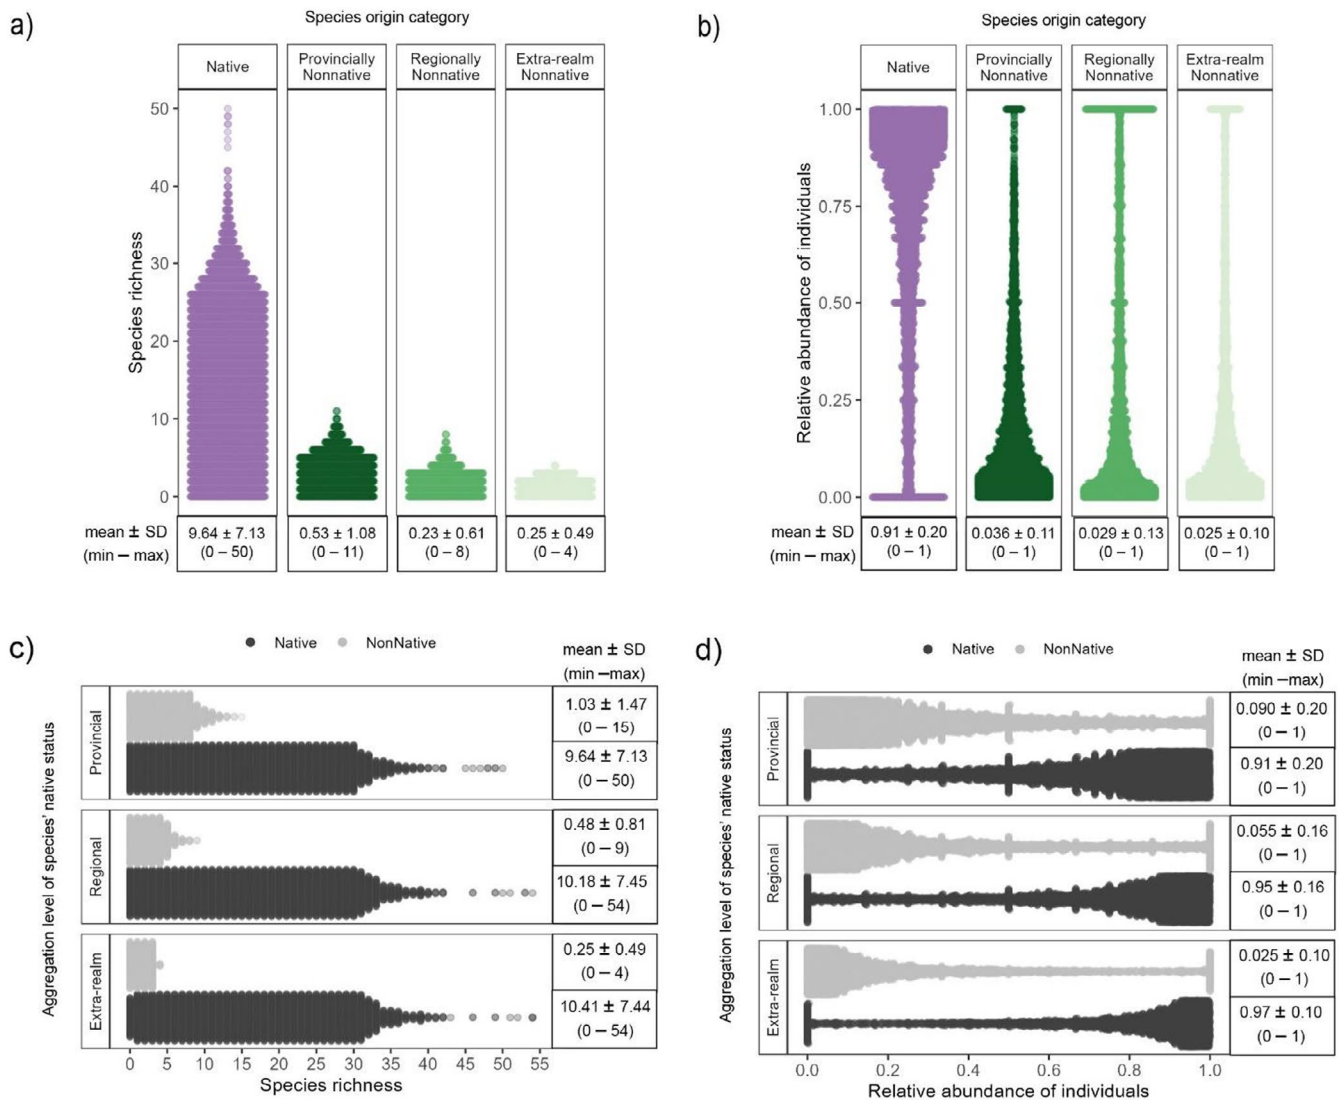 a)
Species origin category
Native
Provincially
Nonnative
Regionally
Nonnative
Extra-realm
Nonnative
Species richness
50
40
30
20
10
0
mean ± SD
(min – max)
9.64 ± 7.13
(0 – 50)
0.53 ± 1.08
(0 – 11)
0.23 ± 0.61
(0 – 8)
0.25 ± 0.49
(0 – 4)
b)
Species origin category
Native
Provincially
Nonnative
Regionally
Nonnative
Extra-realm
Nonnative
Relative abundance of individuals
1.00
0.75
0.50
0.25
0.00
mean ± SD
(min – max)
0.91 ± 0.20
(0 – 1)
0.036 ± 0.11
(0 – 1)
0.029 ± 0.13
(0 – 1)
0.025 ± 0.10
(0 – 1)
c)
Native NonNative
mean ± SD
(min –max)
Aggregation level of species' native status
Provincial
1.03 ± 1.47
(0 – 15)
9.64 ± 7.13
(0 – 50)
Regional
0.48 ± 0.81
(0 – 9)
10.18 ± 7.45
(0 – 54)
Extra-realm
0.25 ± 0.49
(0 – 4)
10.41 ± 7.44
(0 – 54)
0 5 10 15 20 25 30 35 40 45 50 55
Species richness
d)
Native NonNative
mean ± SD
(min –max)
Aggregation level of species' native status
Provincial
0.090 ± 0.20
(0 – 1)
0.91 ± 0.20
(0 – 1)
Regional
0.055 ± 0.16
(0 – 1)
0.95 ± 0.16
(0 – 1)
Extra-realm
0.025 ± 0.10
(0 – 1)
0.97 ± 0.10
(0 – 1)
0.0 0.2 0.4 0.6 0.8 1.0
Relative abundance of individuals